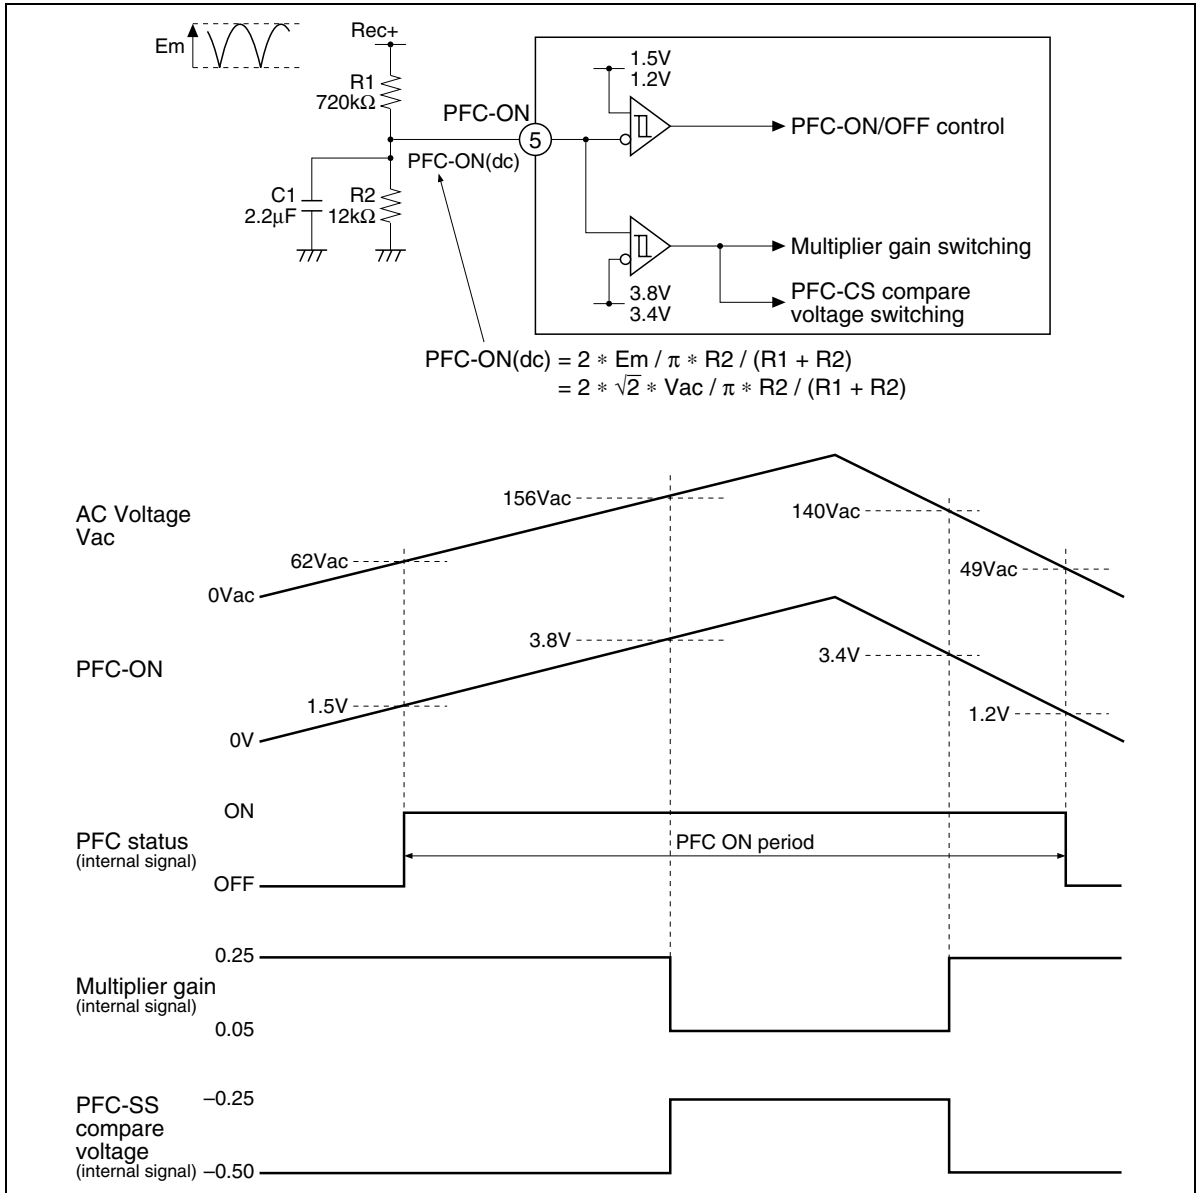 Em
Rec+
R1
720kΩ
PFC-ON
5
PFC-ON(dc)
C1
2.2μF
R2
12kΩ
1.5V
1.2V
PFC-ON/OFF control
Multiplier gain switching
3.8V
3.4V
PFC-CS compare
voltage switching
PFC-ON(dc) = 2 * Em / π * R2 / (R1 + R2)
= 2 * √2 * Vac / π * R2 / (R1 + R2)
AC Voltage
Vac
156Vac
140Vac
62Vac
49Vac
0Vac
PFC-ON
3.8V
3.4V
1.5V
1.2V
0V
PFC status
(internal signal)
ON
PFC ON period
OFF
Multiplier gain
(internal signal)
0.25
0.05
PFC-SS
compare
voltage
(internal signal)
–0.25
–0.50